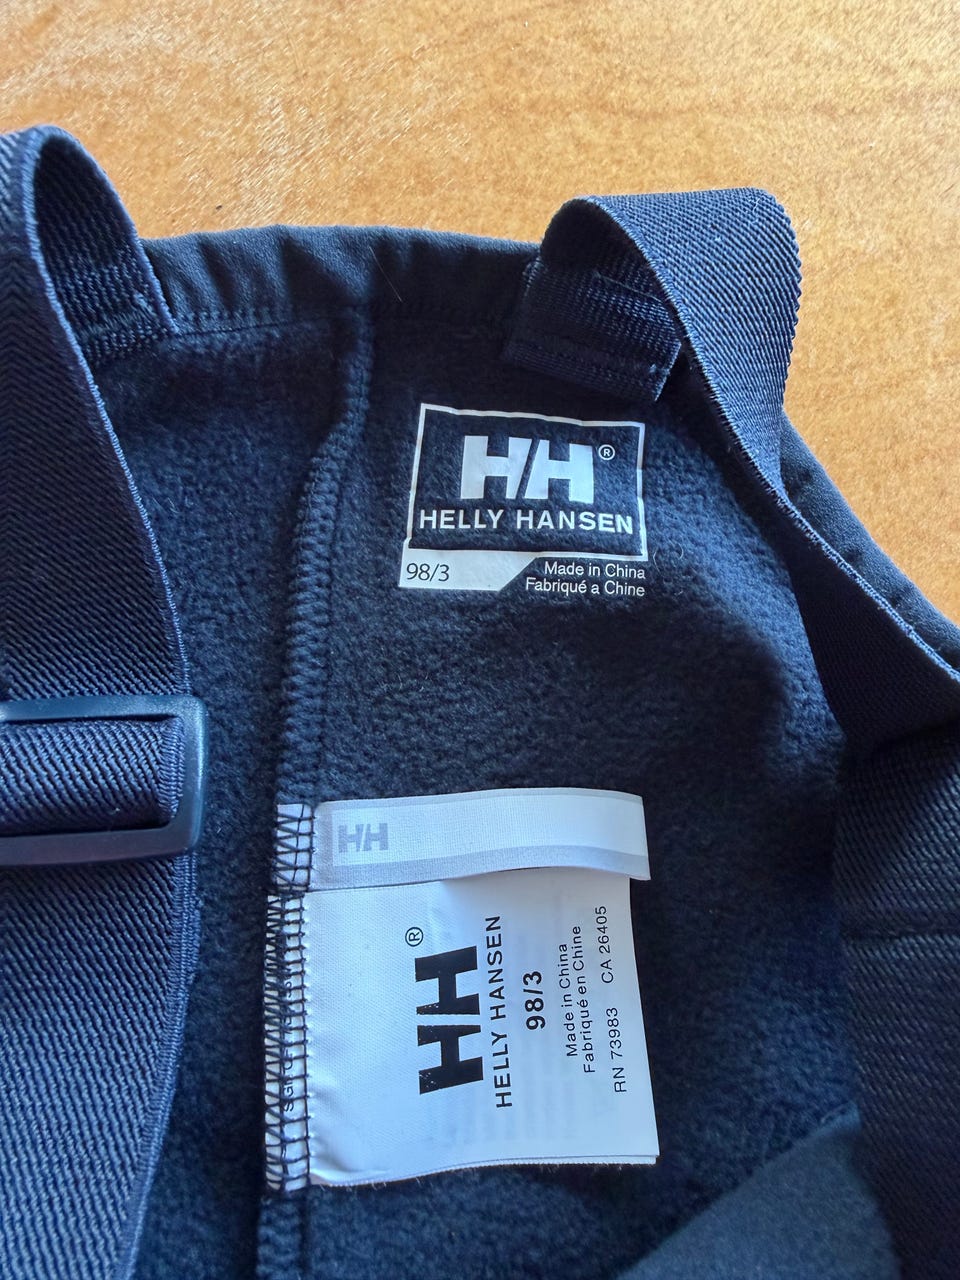 HH®
HELLY HANSEN
98/3
Made in China
Fabriqué a Chine
HH
HH®
HELLY HANSEN
98/3
Made in China
Fabriqué en Chine
RN 73983 CA 26405